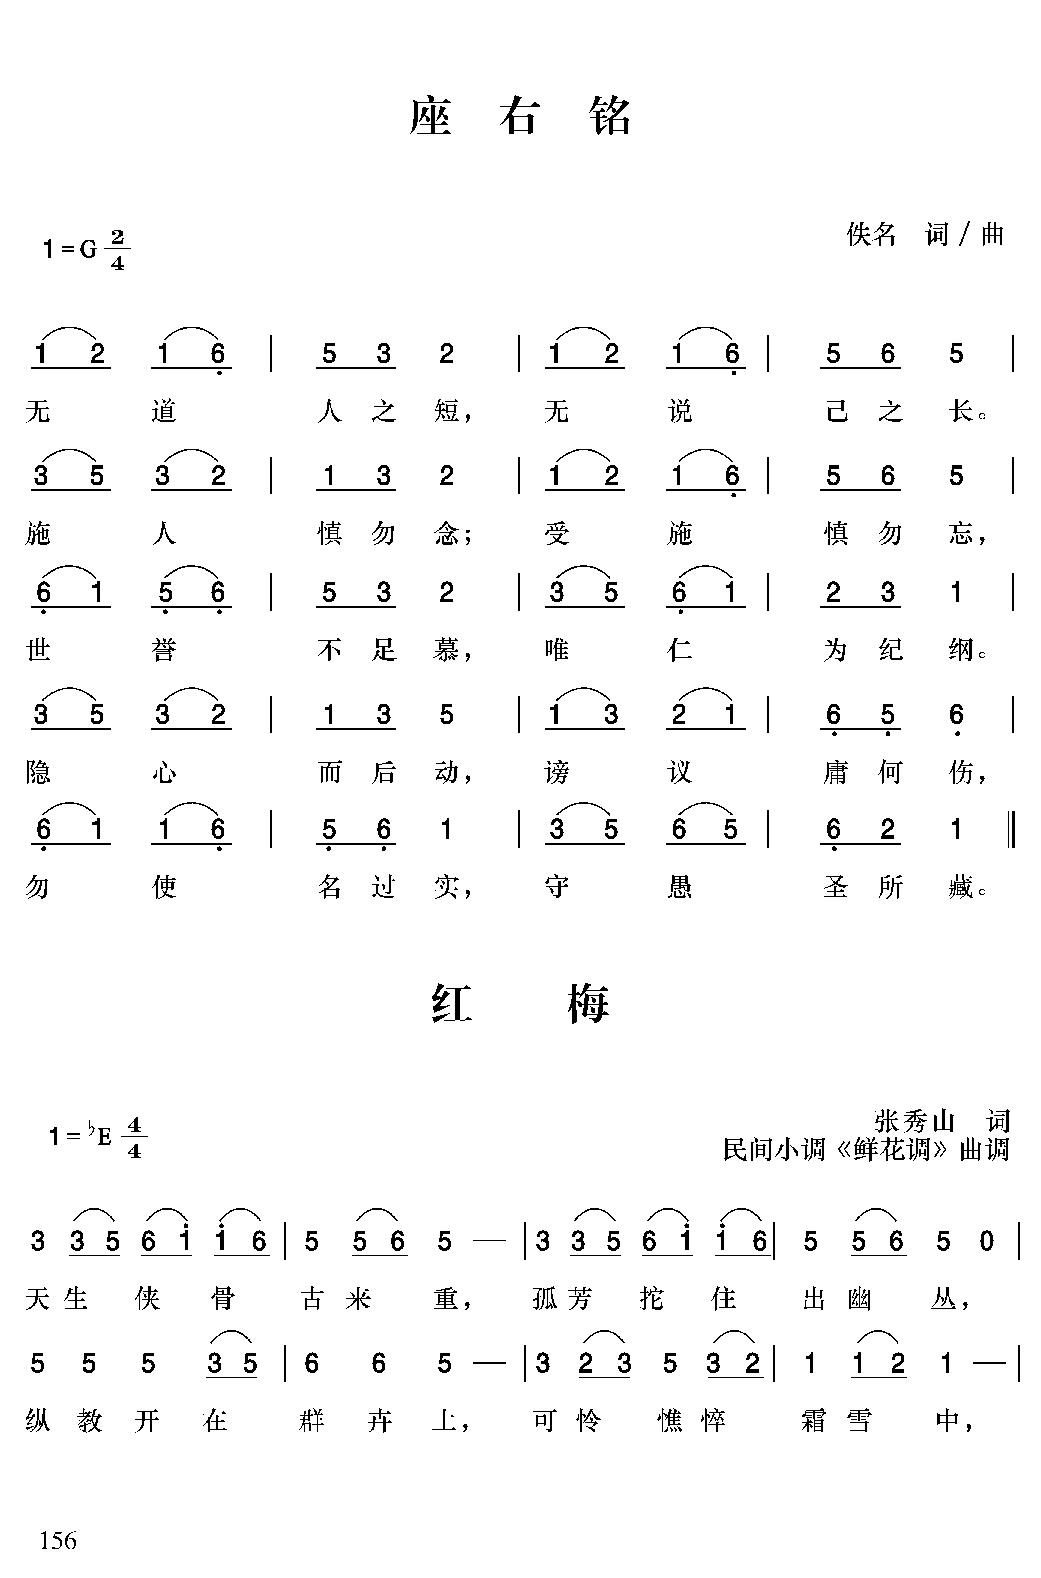 座 右 铭
1=G 2/4
佚名 词/曲
1 2 1 6̣ | 5 3 2 | 1 2 1 6̣ | 5 6 5 |
无 道 人 之 短， 无 说 己 之 长。
3 5 3 2 | 1 3 2 | 1 2 1 6̣ | 5 6 5 |
施 人 慎 勿 念； 受 施 慎 勿 忘，
6̣ 1 5̣ 6̣ | 5 3 2 | 3 5 6̣ 1 | 2 3 1 |
世 誉 不 足 慕， 唯 仁 为 纪 纲。
3 5 3 2 | 1 3 5 | 1 3 2 1 | 6̣ 5̣ 6̣ |
隐 心 而 后 动， 谤 议 庸 何 伤，
6̣ 1 1 6̣ | 5̣ 6̣ 1 | 3 5 6 5 | 6̣ 2 1 ‖
勿 使 名 过 实， 守 愚 圣 所 藏。
红 梅
1=♭E 4/4
张秀山 词
民间小调《鲜花调》曲调
3 3 5 6 1̇ 1̇ 6 | 5 5 6 5 — | 3 3 5 6 1̇ 1̇ 6 | 5 5 6 5 0 |
天 生 侠 骨 古 来 重， 孤 芳 挖 住 出 幽 丛，
5 5 5 3 5 | 6 6 5 — | 3 2 3 5 3 2 | 1 1 2 1 — |
纵 教 开 在 群 卉 上， 可 怜 憔 悴 霜 雪 中，
156